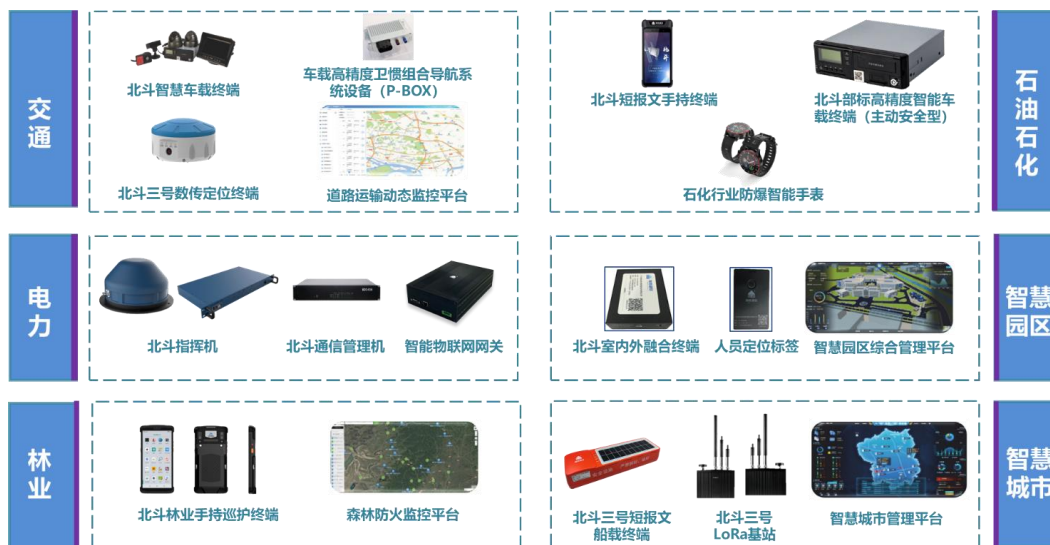 交通
北斗智慧车载终端
车载高精度卫惯组合导航系
统设备（P-BOX）
北斗三号数传定位终端
道路运输动态监控平台
北斗短报文手持终端
北斗部标高精度智能车
载终端（主动安全型）
石化行业防爆智能手表
石油石化
电力
北斗指挥机
北斗通信管理机
智能物联网网关
北斗室内外融合终端
人员定位标签
智慧园区综合管理平台
智慧
园区
林业
北斗林业手持巡护终端
森林防火监控平台
北斗三号短报文
船载终端
北斗三号
LoRa基站
智慧城市管理平台
智慧
城市